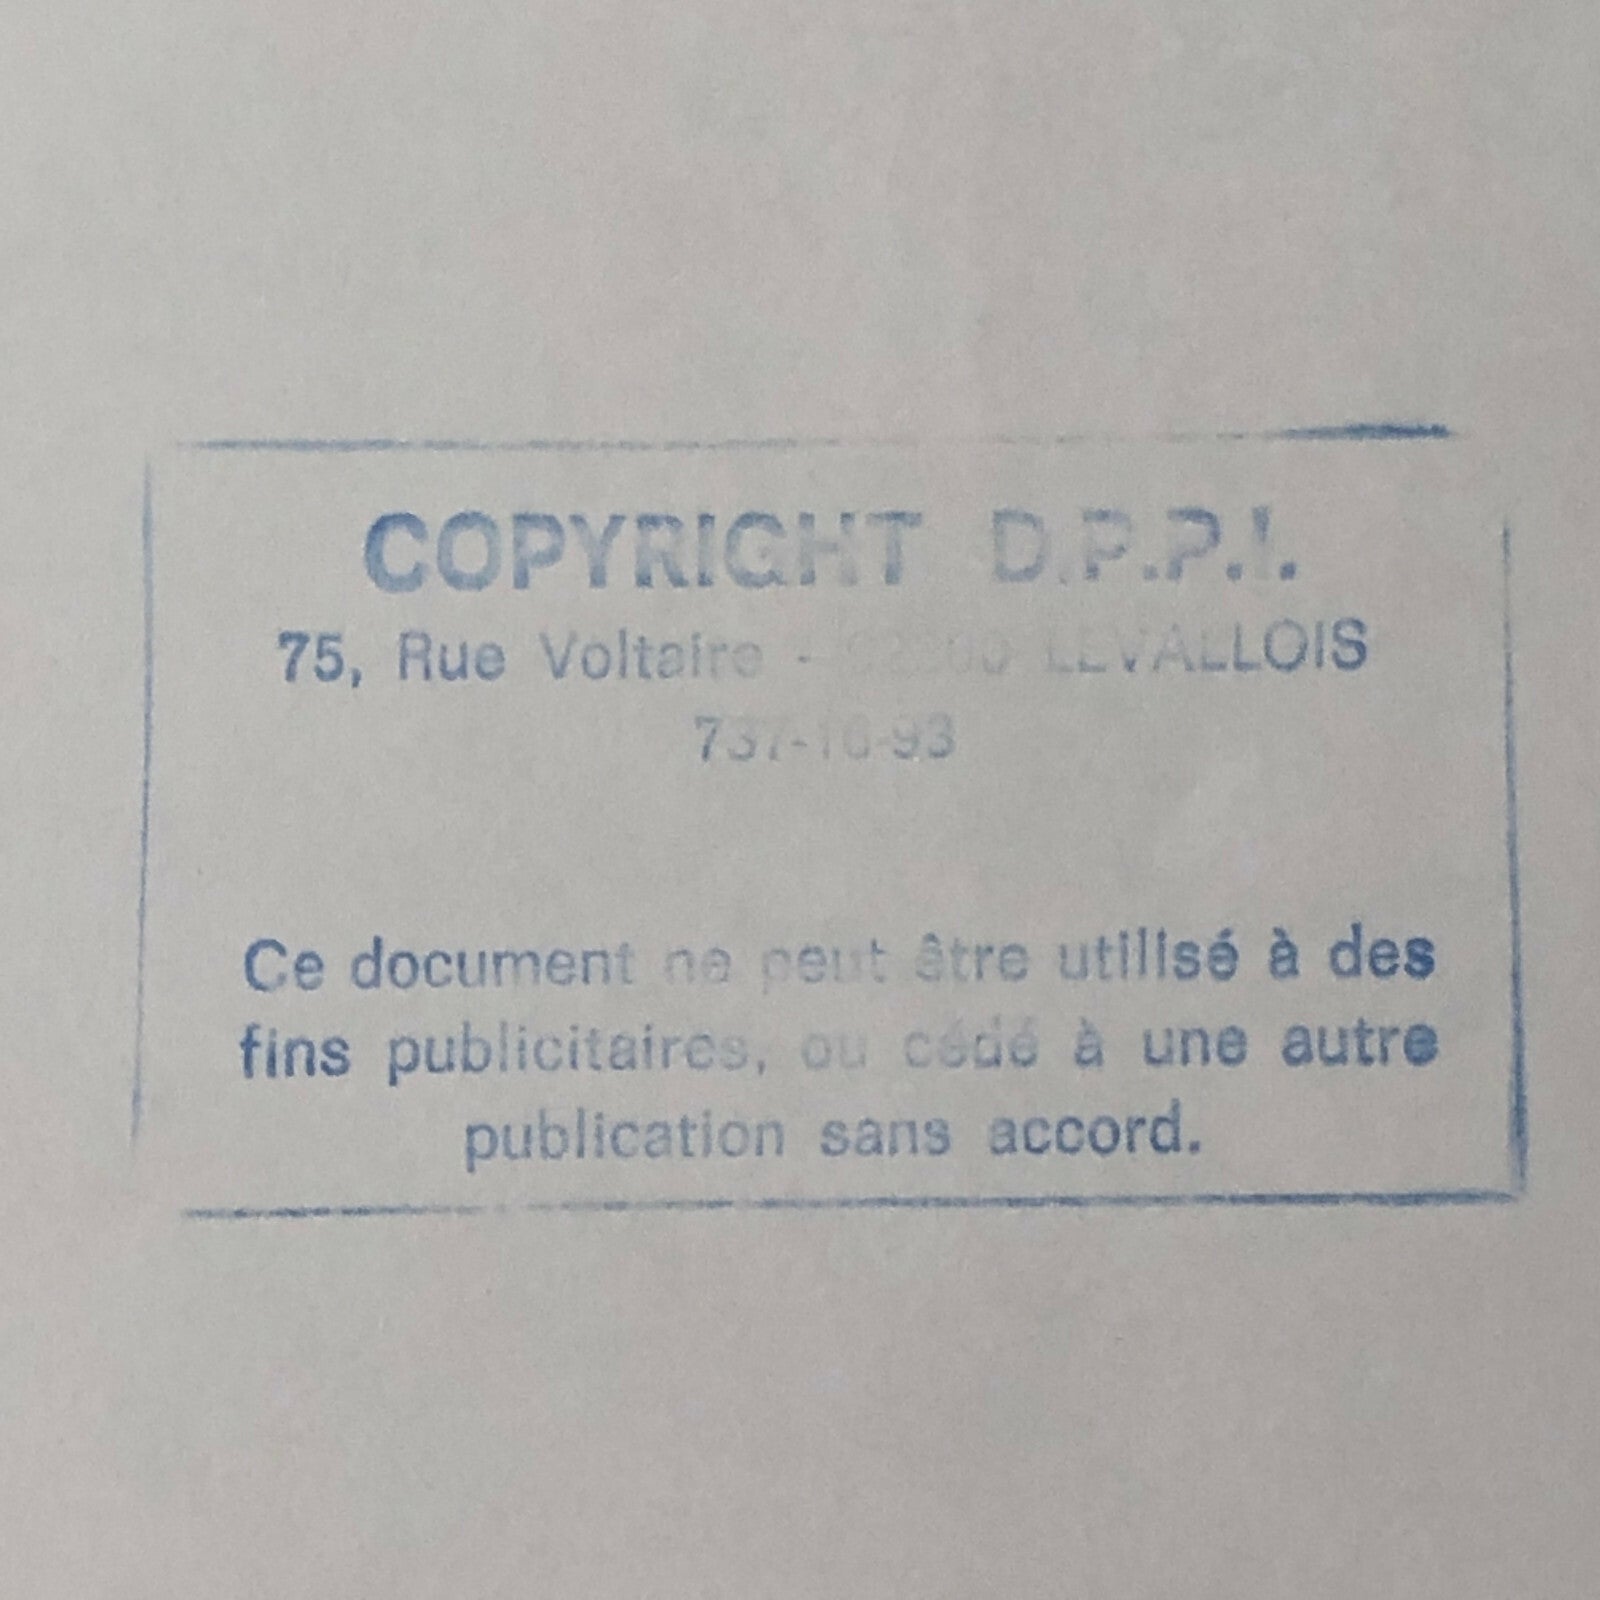 COPYRIGHT D.P.P.I.
75, Rue Voltaire - 92300 LEVALLOIS
737-10-93
Ce document ne peut être utilisé à des
fins publicitaires, ou cédé à une autre
publication sans accord.